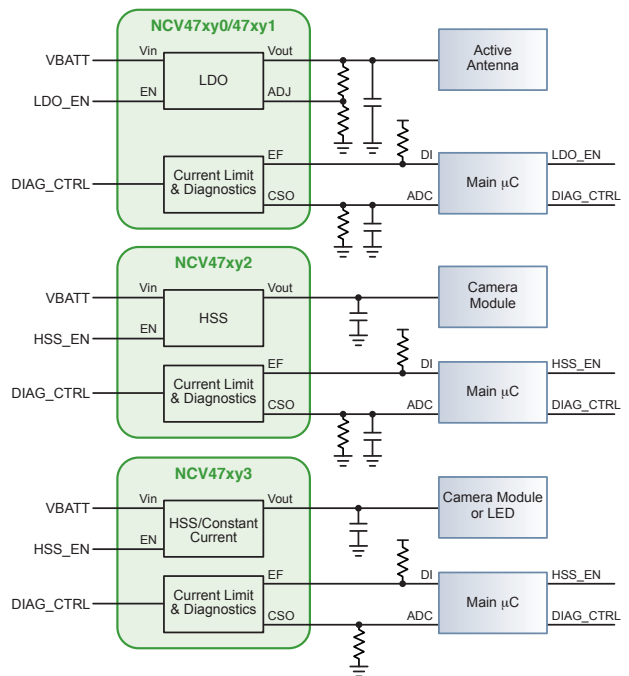 NCV47xy0/47xy1
VBATT
Vin
Vout
LDO
Active
Antenna
LDO_EN
EN
ADJ
EF
DI
LDO_EN
DIAG_CTRL
Current Limit
& Diagnostics
Main μC
CSO
ADC
DIAG_CTRL
NCV47xy2
VBATT
Vin
Vout
HSS
Camera
Module
HSS_EN
EN
EF
DI
HSS_EN
DIAG_CTRL
Current Limit
& Diagnostics
Main μC
CSO
ADC
DIAG_CTRL
NCV47xy3
VBATT
Vin
Vout
HSS/Constant
Current
Camera Module
or LED
HSS_EN
EN
EF
DI
HSS_EN
DIAG_CTRL
Current Limit
& Diagnostics
Main μC
CSO
ADC
DIAG_CTRL